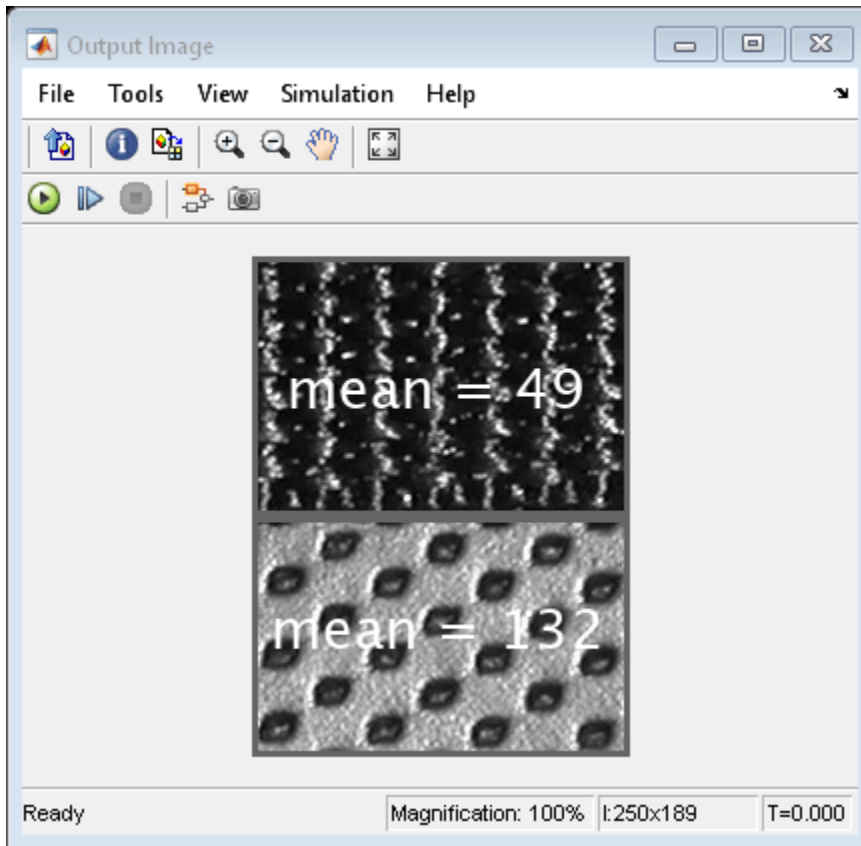 Output Image
File Tools View Simulation Help
mean = 49
mean = 132
Ready Magnification: 100% I:250x189 T=0.000